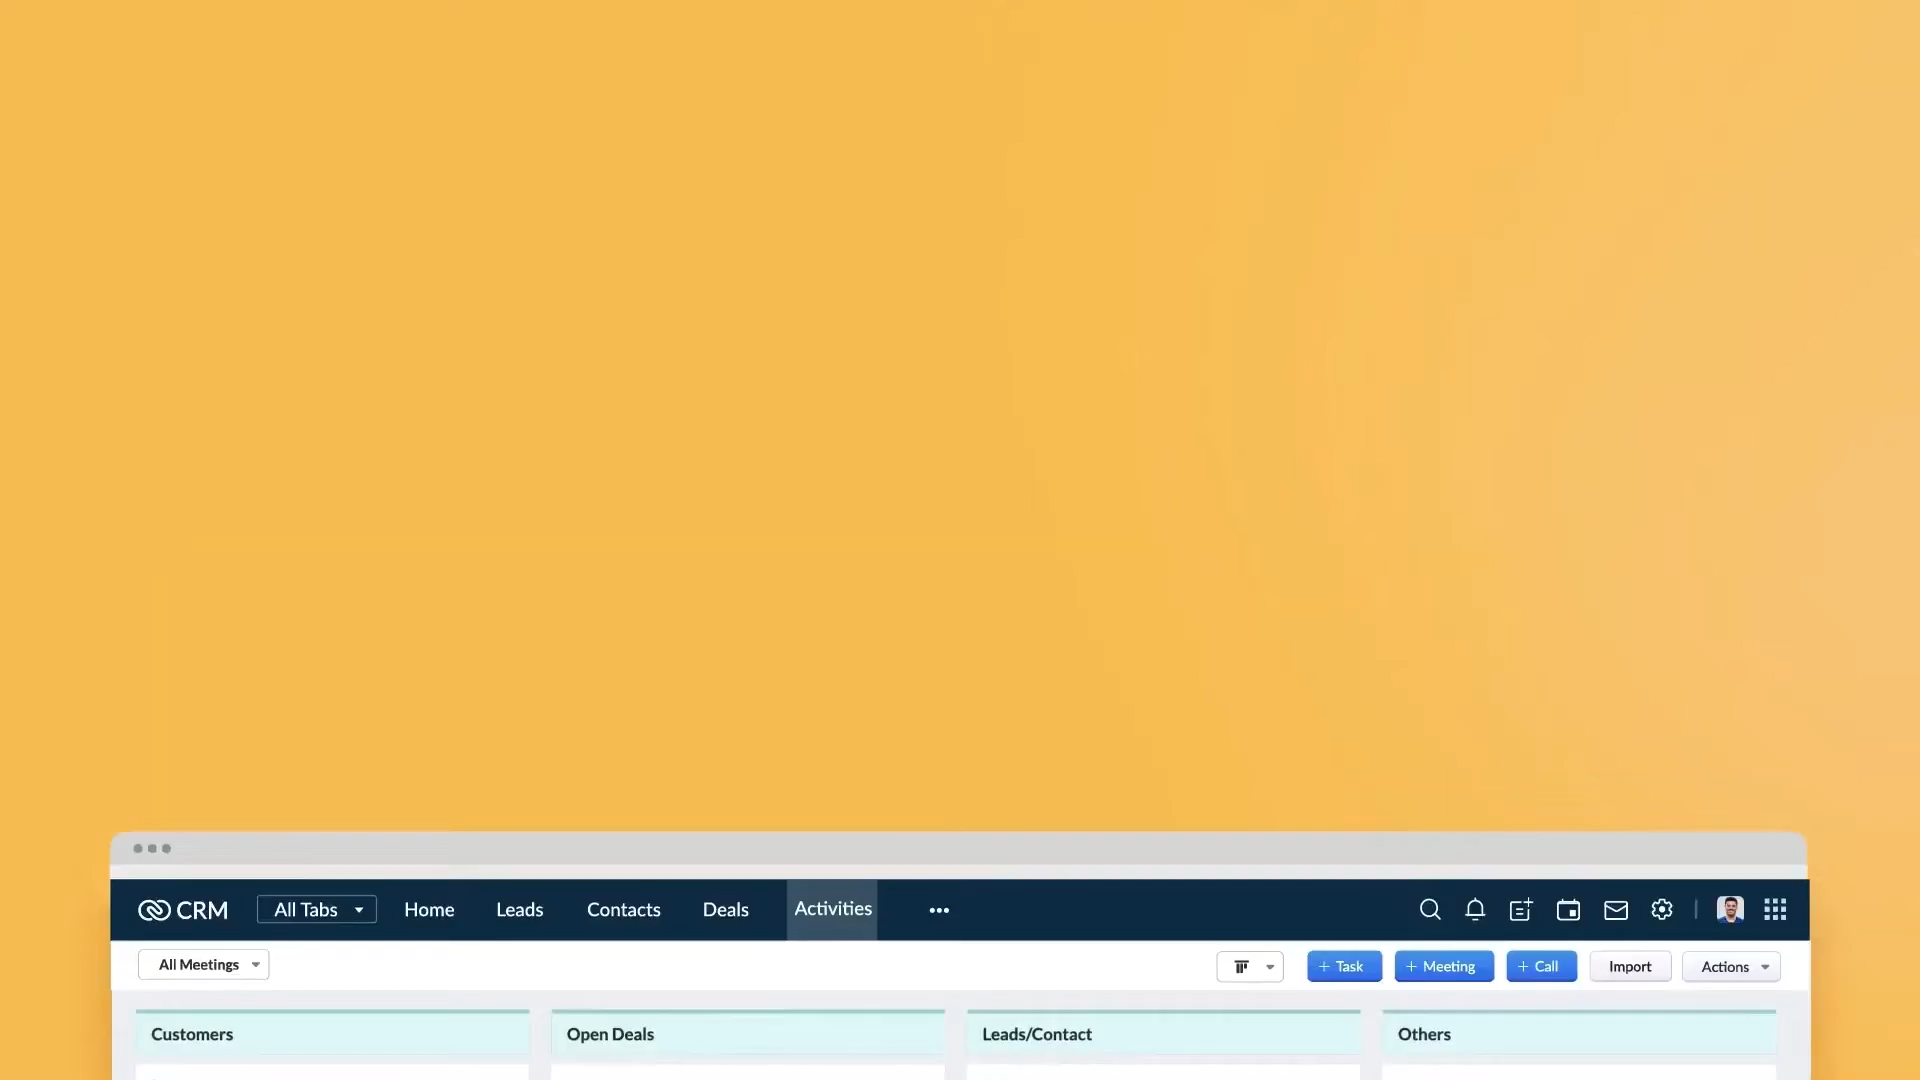 CRM All Tabs Home Leads Contacts Deals Activities
All Meetings + Task + Meeting + Call Import Actions
Customers Open Deals Leads/Contact Others